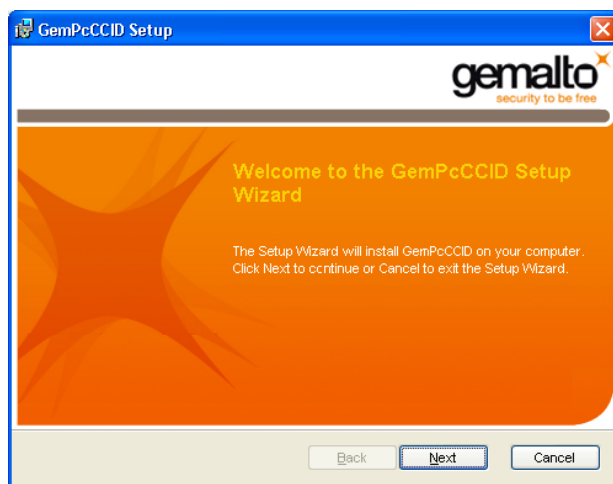 GemPcCCID Setup
gemalto
security to be free
Welcome to the GemPcCCID Setup
Wizard
The Setup Wizard will install GemPcCCID on your computer.
Click Next to continue or Cancel to exit the Setup Wizard.
Back Next Cancel